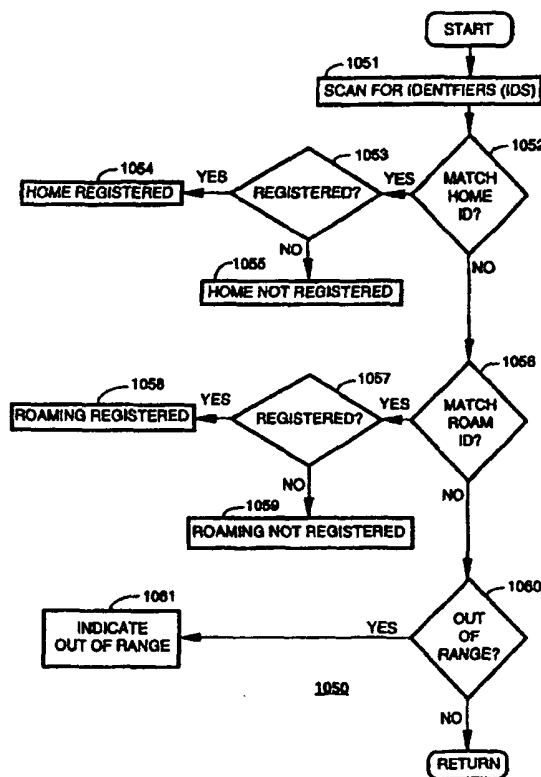 START
1051
SCAN FOR IDENTFIERS (IDS)
1052
MATCH
HOME
ID?
YES
1053
REGISTERED?
YES
1054
HOME REGISTERED
NO
1055
HOME NOT REGISTERED
NO
1056
MATCH
ROAM
ID?
YES
1057
REGISTERED?
YES
1058
ROAMING REGISTERED
NO
1059
ROAMING NOT REGISTERED
NO
1060
OUT
OF
RANGE?
YES
1061
INDICATE
OUT OF RANGE
1050
NO
RETURN